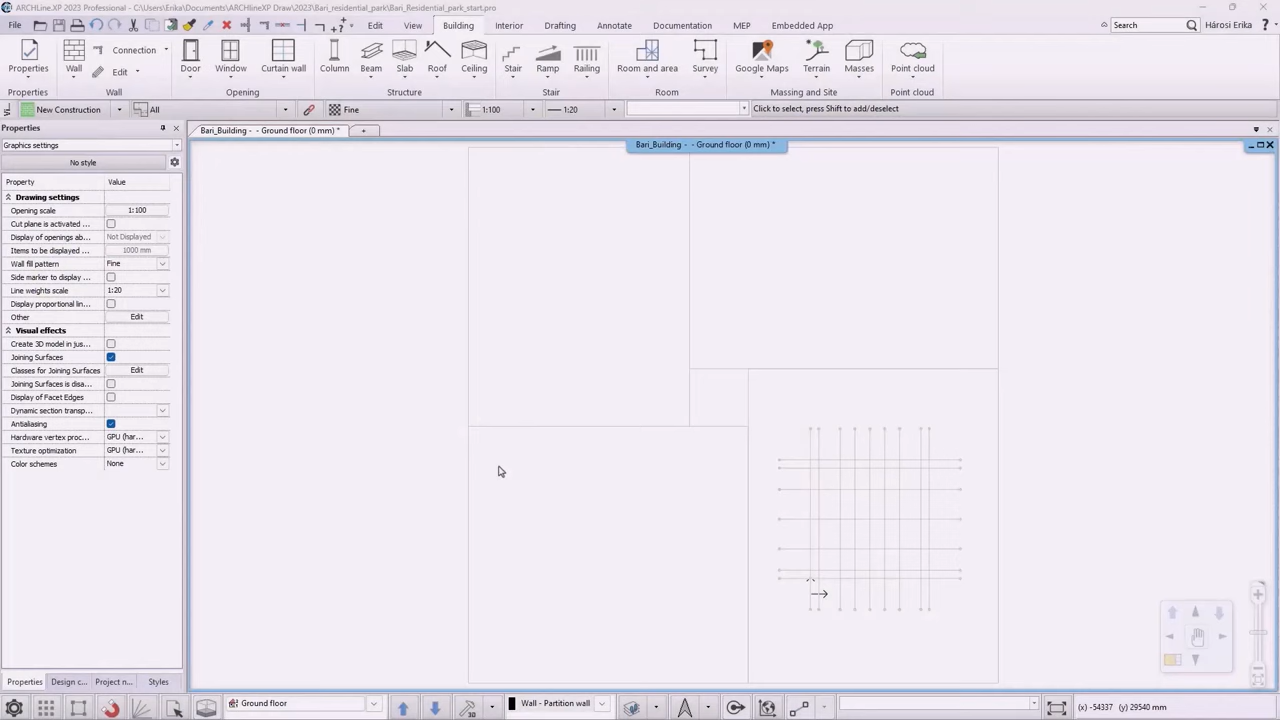 ARCHLine.XP 2023 Professional - C:\Users\Erika\ARCHlineXP Draw\2023\Bari_residential_park\Bari_Residential_park_start.pro
File Edit View Building Interior Drafting Annotate Documentation MEP Embedded App Search Hárosi Erika
Properties Wall Connection Edit Door Window Curtain wall Column Beam Slab Roof Ceiling Stair Ramp Railing Room and area Survey Google Maps Terrain Masses Point cloud
Properties Wall Opening Structure Stair Room Massing and Site Point cloud
New Construction All Fine 1:100 1:20 Click to select, press Shift to add/deselect
Properties
Bari_Building - - Ground floor (0 mm) * +
Graphics settings
Bari_Building - - Ground floor (0 mm) *
No style
Property Value
Drawing settings
Opening scale 1:100
Cut plane is activated ...
Display of openings ab... Not Displayed
Items to be displayed ... 1000 mm
Wall fill pattern Fine
Side marker to display ...
Line weights scale 1:20
Display proportional lin...
Other Edit
Visual effects
Create 3D model in jus...
Joining Surfaces
Classes for Joining Surfaces Edit
Joining Surfaces is disa...
Display of Facet Edges
Dynamic section transp...
Antialiasing
Hardware vertex proc... GPU (har...
Texture optimization GPU (har...
Color schemes None
Properties Design c... Project n... Styles
Ground floor Wall - Partition wall (x) -54337 (y) 29540 mm